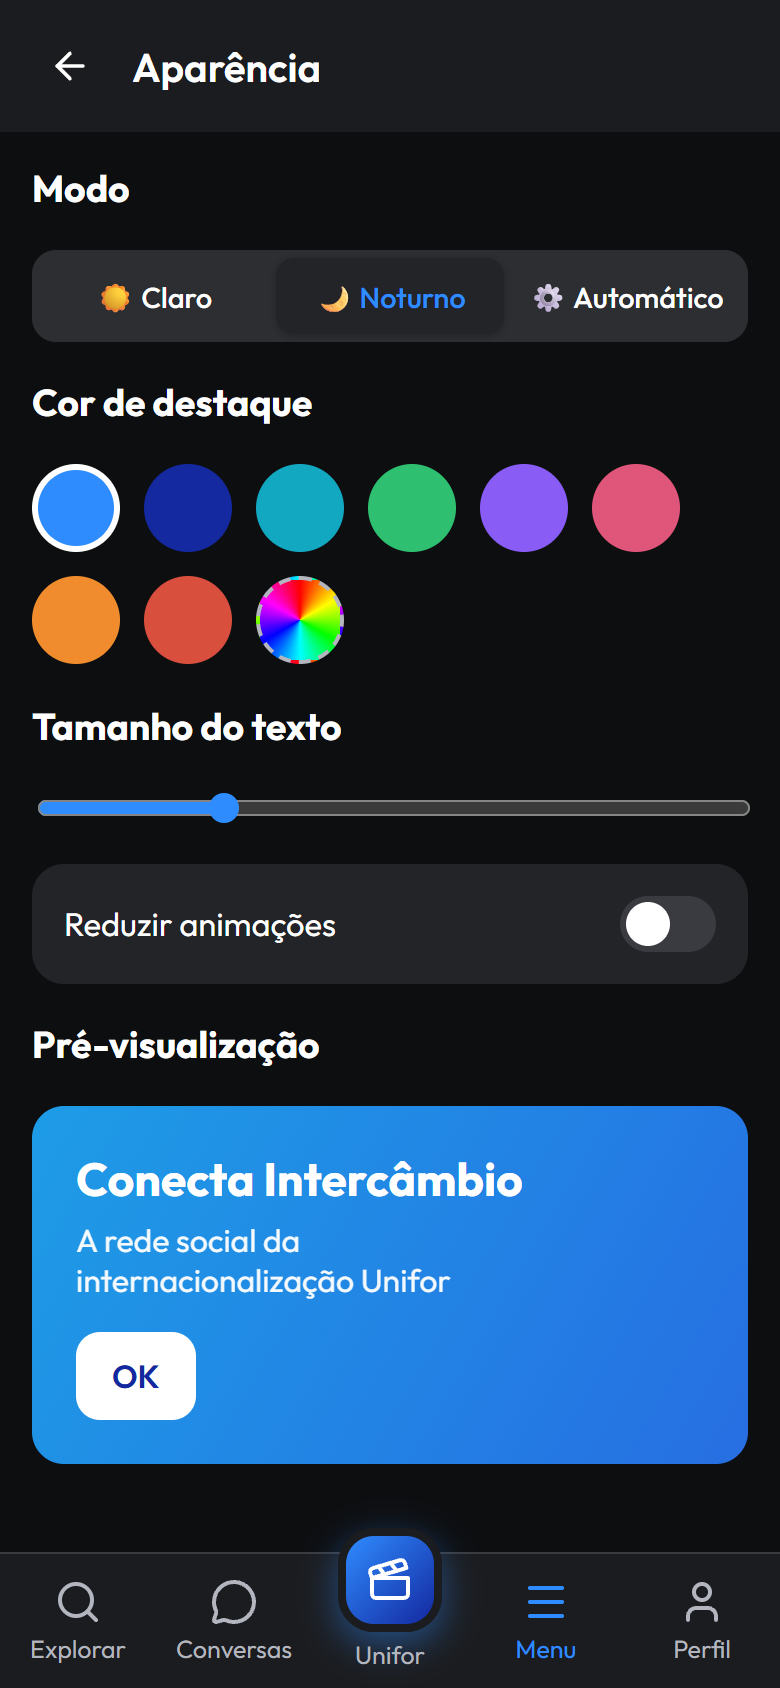 Aparência
Modo
Claro
Noturno
Automático
Cor de destaque
Tamanho do texto
Reduzir animações
Pré-visualização
Conecta Intercâmbio
A rede social da
internacionalização Unifor
OK
Explorar
Conversas
Unifor
Menu
Perfil